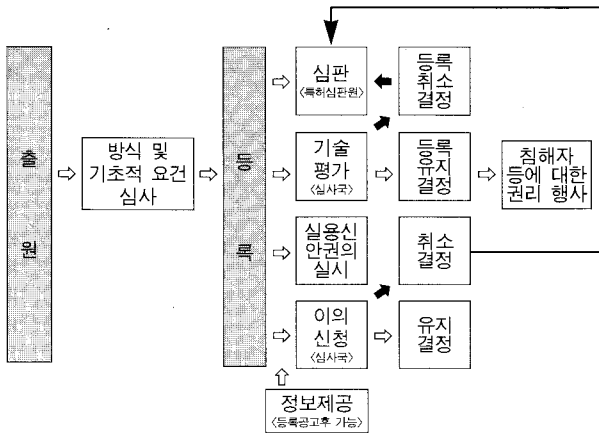 출
원
방식 및
기초적 요건
심사
등
록
심판
<특허심판원>
등록
취소
결정
기술
평가
<심사국>
등록
유지
결정
침해자
등에 대한
권리 행사
실용신
안권의
실시
취소
결정
이의
신청
<심사국>
유지
결정
정보제공
<등록공고후 가능>